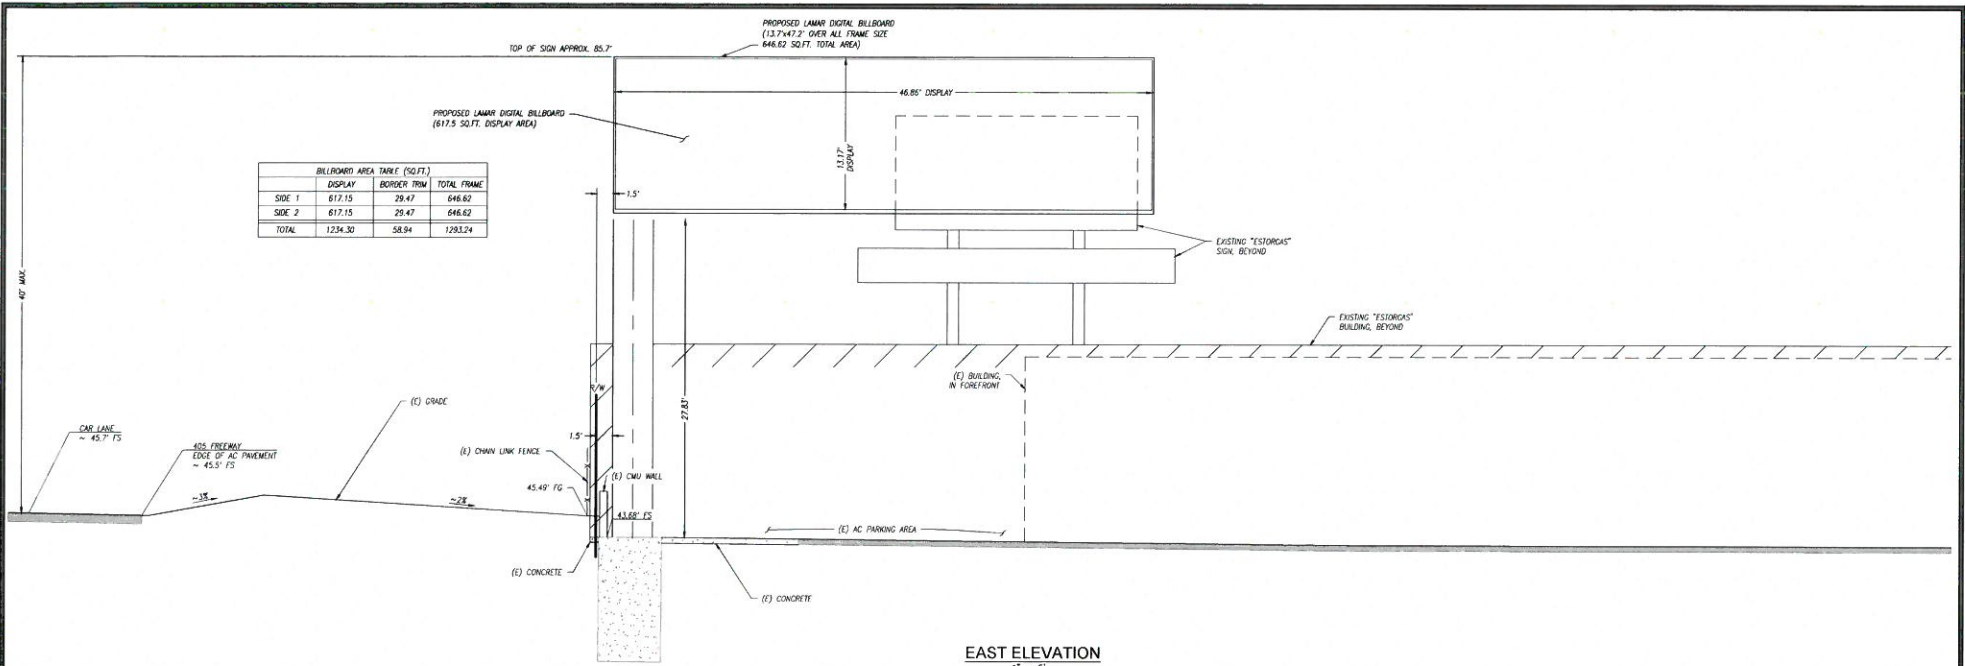 PROPOSED LAMAR DIGITAL BILLBOARD
(13.7'x47.2' OVER ALL FRAME SIZE
646.62 SQ.FT. TOTAL AREA)
TOP OF SIGN APPROX. 85.7'
46.85' DISPLAY
PROPOSED LAMAR DIGITAL BILLBOARD
(617.5 SQ.FT. DISPLAY AREA)
13.17'
DISPLAY
BILLBOARD AREA TABLE (SQ.FT.)
DISPLAY BORDER TRIM TOTAL FRAME
SIDE 1 617.15 29.47 646.62
SIDE 2 617.15 29.47 646.62
TOTAL 1234.30 58.94 1293.24
1.5'
EXISTING "ESTORGAS"
SIGN, BEYOND
40' MAX.
EXISTING "ESTORGAS"
BUILDING, BEYOND
(E) BUILDING,
IN FOREFRONT
R/W
27.83'
(E) GRADE
CAR LANE
~ 45.7' FS
405 FREEWAY
EDGE OF AC PAVEMENT
~ 45.5' FS
1.5'
(E) CHAIN LINK FENCE
(E) CMU WALL
45.49' FG
~3%
~2%
43.68' FS
(E) AC PARKING AREA
(E) CONCRETE
(E) CONCRETE
EAST ELEVATION